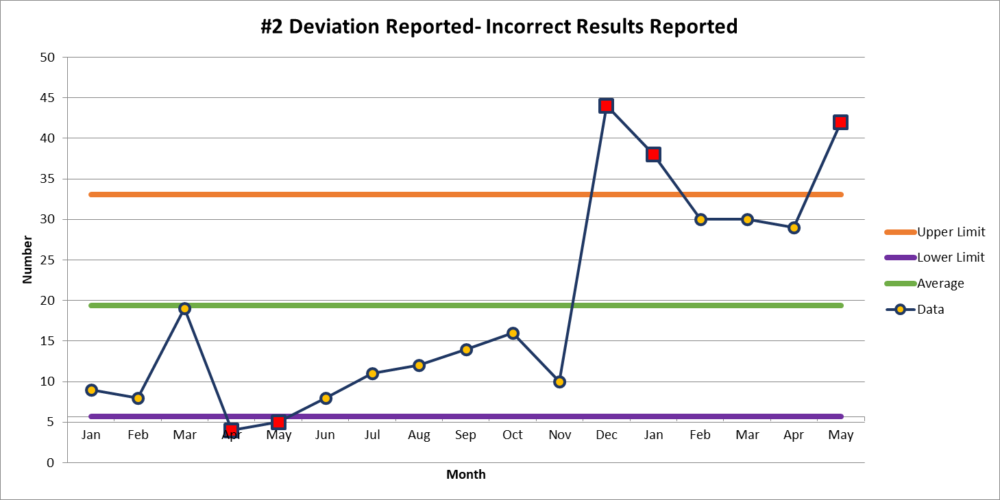 #2 Deviation Reported- Incorrect Results Reported
50
45
40
35
30
25
20
15
10
5
0
Number
Jan Feb Mar Apr May Jun Jul Aug Sep Oct Nov Dec Jan Feb Mar Apr May
Month
Upper Limit
Lower Limit
Average
Data